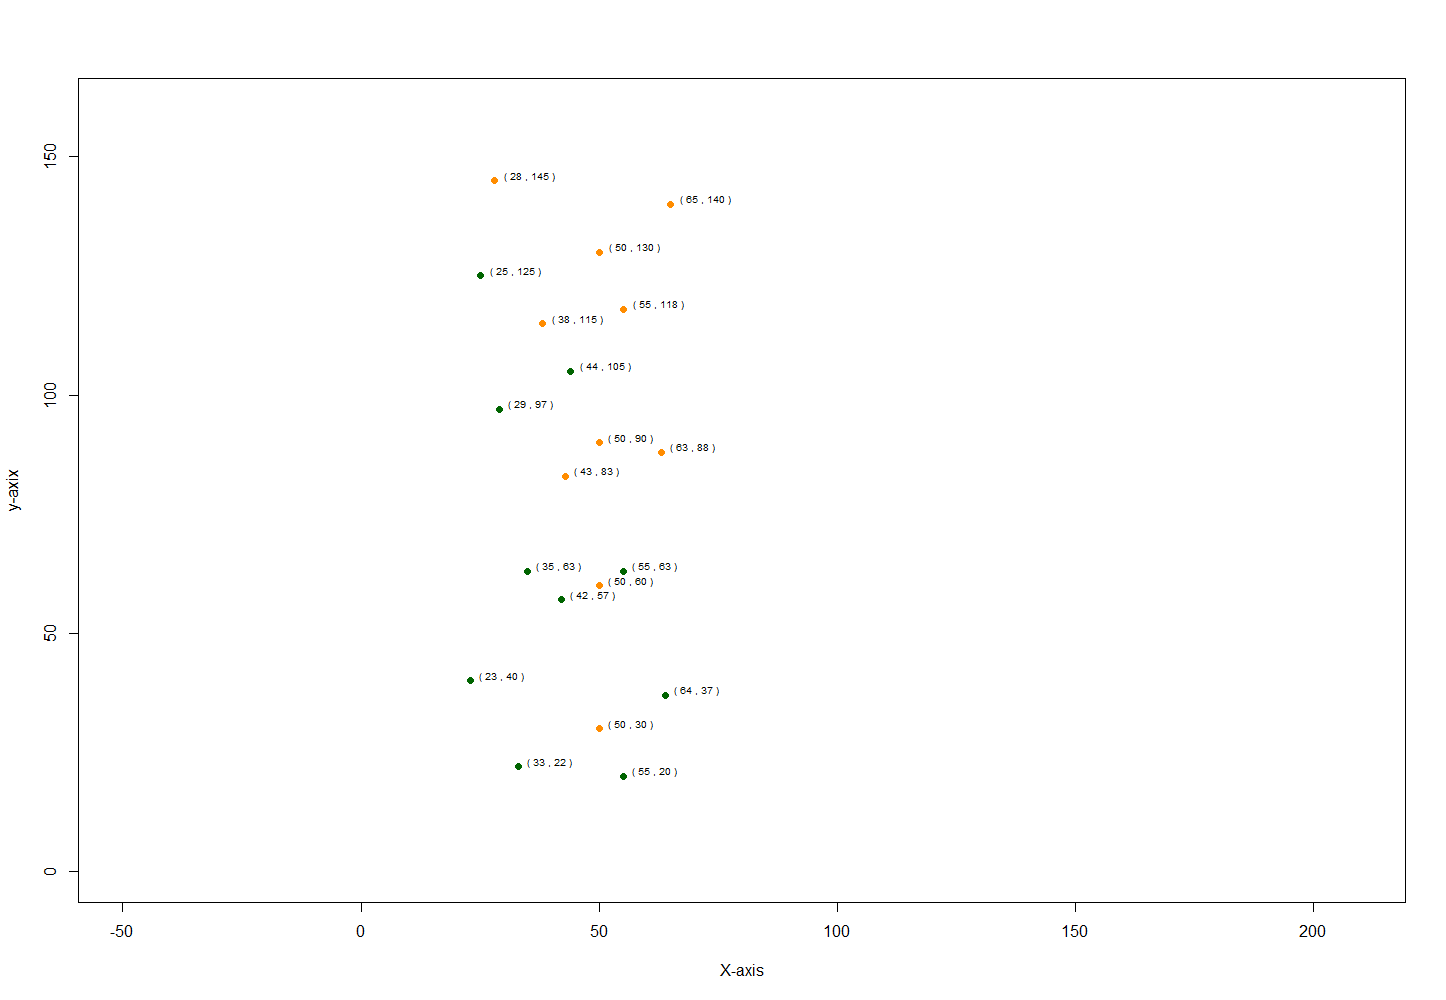 150
( 28 , 145 )
( 65 , 140 )
( 50 , 130 )
( 25 , 125 )
( 55 , 118 )
( 38 , 115 )
( 44 , 105 )
100
( 29 , 97 )
( 50 , 90 )
( 63 , 88 )
( 43 , 83 )
y-axix
( 35 , 63 )
( 55 , 63 )
( 50 , 60 )
( 42 , 57 )
50
( 23 , 40 )
( 64 , 37 )
( 50 , 30 )
( 33 , 22 )
( 55 , 20 )
0
-50 0 50 100 150 200
X-axis